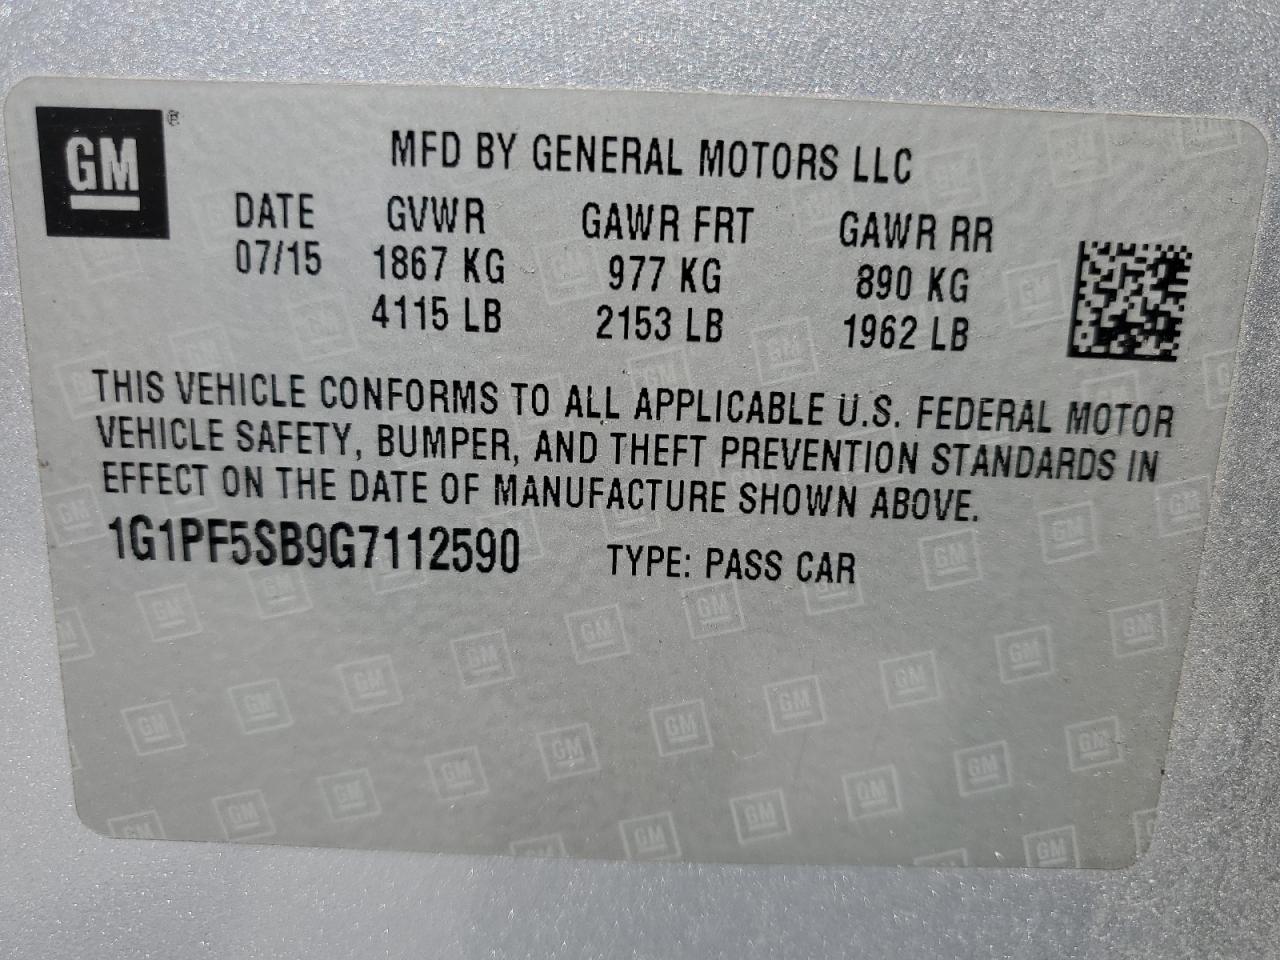 GM ®
MFD BY GENERAL MOTORS LLC
DATE GVWR GAWR FRT GAWR RR
07/15 1867 KG 977 KG 890 KG
4115 LB 2153 LB 1962 LB
THIS VEHICLE CONFORMS TO ALL APPLICABLE U.S. FEDERAL MOTOR
VEHICLE SAFETY, BUMPER, AND THEFT PREVENTION STANDARDS IN
EFFECT ON THE DATE OF MANUFACTURE SHOWN ABOVE.
1G1PF5SB9G7112590 TYPE: PASS CAR